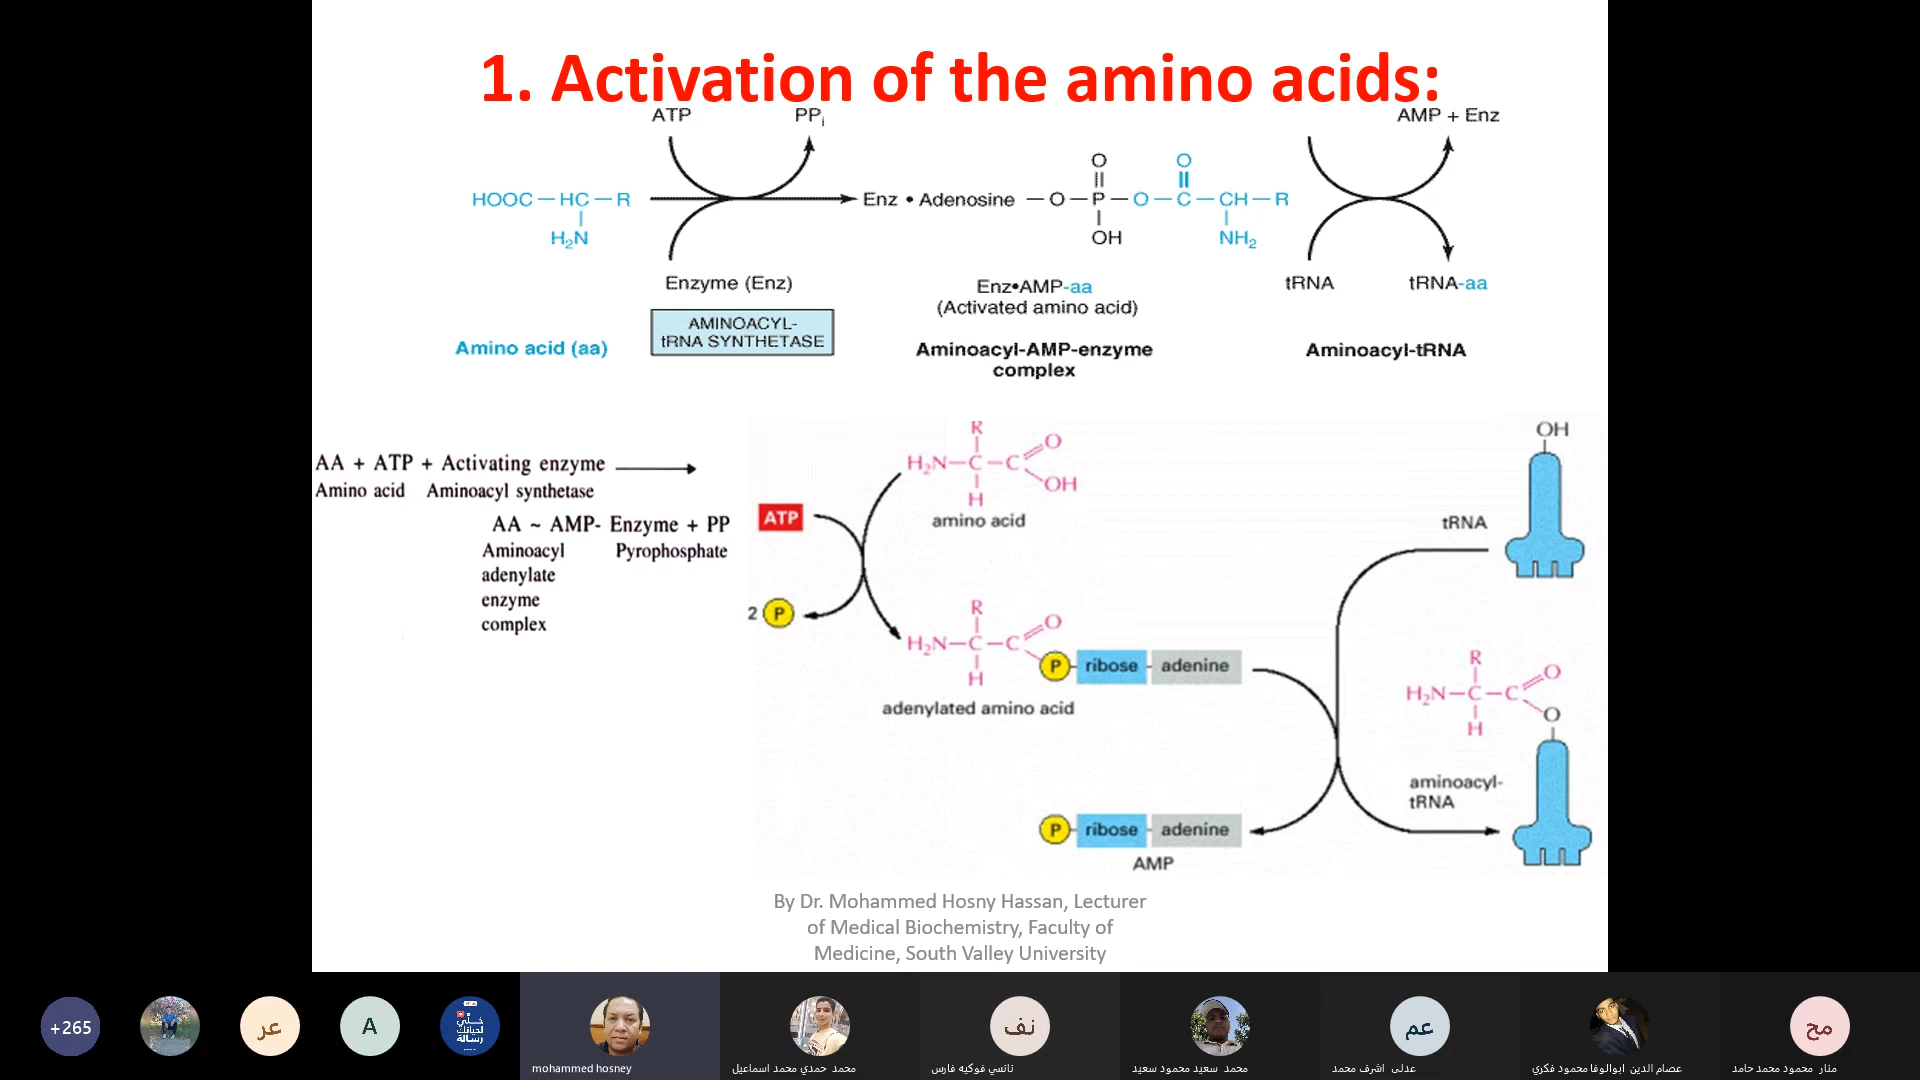 1. Activation of the amino acids:
ATP
PPi
AMP + Enz
O
O
HOOC — HC — R
Enz • Adenosine — O — P — O — C — CH — R
H2N
OH
NH2
Enzyme (Enz)
Enz•AMP-aa
tRNA
tRNA-aa
(Activated amino acid)
AMINOACYL-
tRNA SYNTHETASE
Amino acid (aa)
Aminoacyl-AMP-enzyme
complex
Aminoacyl-tRNA
AA + ATP + Activating enzyme
Amino acid Aminoacyl synthetase
AA ~ AMP- Enzyme + PP
Aminoacyl Pyrophosphate
adenylate
enzyme
complex
R
O
H2N—C—C
OH
H
amino acid
ATP
2 P
R
O
H2N—C—C
H
P ribose adenine
adenylated amino acid
OH
tRNA
R
O
H2N—C—C
O
H
aminoacyl-
tRNA
P ribose adenine
AMP
By Dr. Mohammed Hosny Hassan, Lecturer
of Medical Biochemistry, Faculty of
Medicine, South Valley University
+265
عر
A
خلي
لحياتك
رسالة
نف
عم
مح
mohammed hosney
محمد حمدي محمد اسماعيل
نانسي فوكيه فارس
محمد سعيد محمود سعيد
عدلى اشرف محمد
عصام الدين ابوالوفا محمود فكري
منار محمود محمد حامد